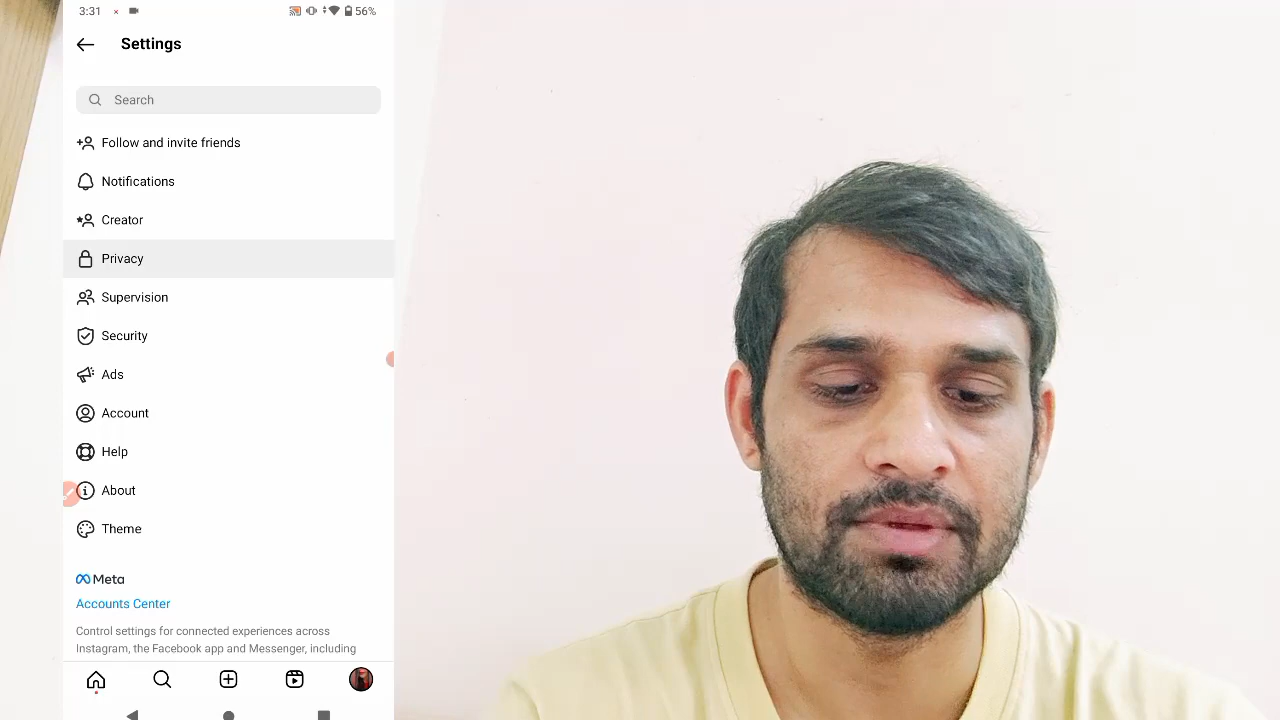 3:31
56%
Settings
Search
Follow and invite friends
Notifications
Creator
Privacy
Supervision
Security
Ads
Account
Help
About
Theme
Meta
Accounts Center
Control settings for connected experiences across
Instagram, the Facebook app and Messenger, including